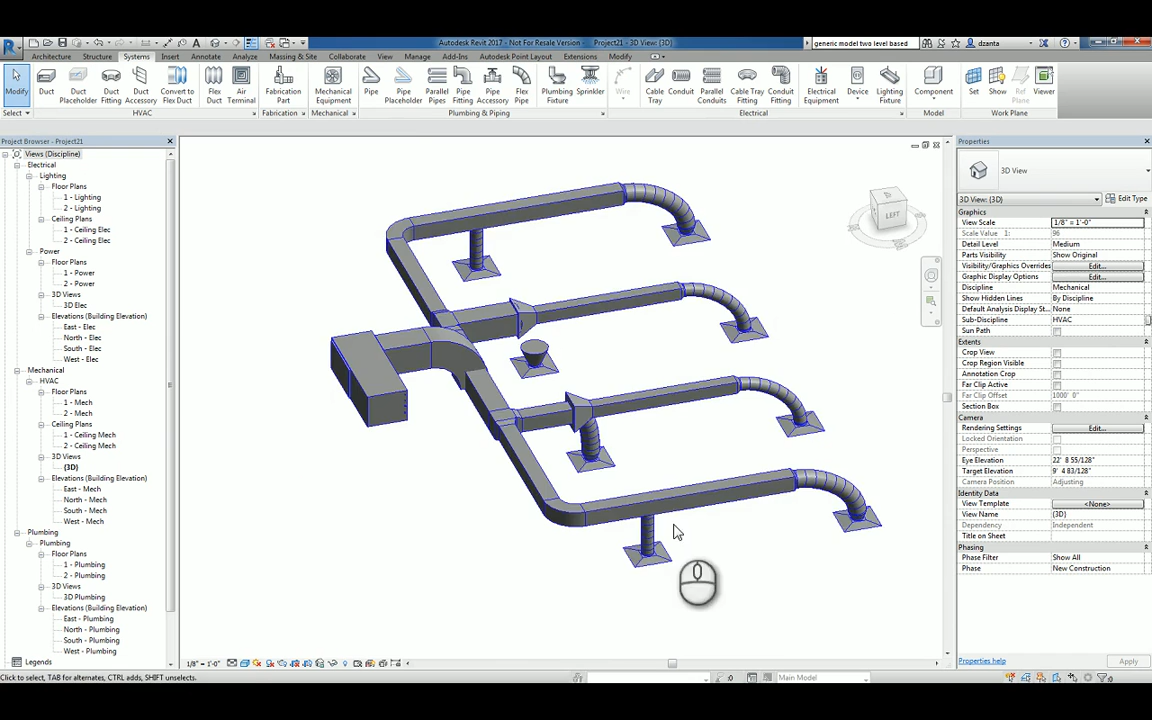 Autodesk Revit 2017 - Not For Resale Version - Project21 - 3D View: {3D}
generic model two level based
dzanta
Architecture Structure Systems Insert Annotate Analyze Massing & Site Collaborate View Manage Add-Ins Autodesk Point Layout Extensions Modify
Modify
Duct
Duct Placeholder
Duct Fitting
Duct Accessory
Convert to Flex Duct
Flex Duct
Air Terminal
Fabrication Part
Mechanical Equipment
Pipe
Pipe Placeholder
Parallel Pipes
Pipe Fitting
Pipe Accessory
Flex Pipe
Plumbing Fixture
Sprinkler
Wire
Cable Tray
Conduit
Parallel Conduits
Cable Tray Fitting
Conduit Fitting
Electrical Equipment
Device
Lighting Fixture
Component
Set
Show
Ref Plane
Viewer
Select HVAC Fabrication Mechanical Plumbing & Piping Electrical Model Work Plane
Project Browser - Project21
Views (Discipline)
Electrical
Lighting
Floor Plans
1 - Lighting
2 - Lighting
Ceiling Plans
1 - Ceiling Elec
2 - Ceiling Elec
Power
Floor Plans
1 - Power
2 - Power
3D Views
3D Elec
Elevations (Building Elevation)
East - Elec
North - Elec
South - Elec
West - Elec
Mechanical
HVAC
Floor Plans
1 - Mech
2 - Mech
Ceiling Plans
1 - Ceiling Mech
2 - Ceiling Mech
3D Views
{3D}
Elevations (Building Elevation)
East - Mech
North - Mech
South - Mech
West - Mech
Plumbing
Plumbing
Floor Plans
1 - Plumbing
2 - Plumbing
3D Views
3D Plumbing
Elevations (Building Elevation)
East - Plumbing
North - Plumbing
South - Plumbing
West - Plumbing
Legends
LEFT
Properties
3D View
3D View: {3D} Edit Type
Graphics
View Scale 1/8" = 1'-0"
Scale Value 1: 96
Detail Level Medium
Parts Visibility Show Original
Visibility/Graphics Overrides Edit...
Graphic Display Options Edit...
Discipline Mechanical
Show Hidden Lines By Discipline
Default Analysis Display St... None
Sub-Discipline HVAC
Sun Path
Extents
Crop View
Crop Region Visible
Annotation Crop
Far Clip Active
Far Clip Offset 1000' 0"
Section Box
Camera
Rendering Settings Edit...
Locked Orientation
Perspective
Eye Elevation 22' 8 55/128"
Target Elevation 9' 4 83/128"
Camera Position Adjusting
Identity Data
View Template <None>
View Name {3D}
Dependency Independent
Title on Sheet
Phasing
Phase Filter Show All
Phase New Construction
Properties help Apply
1/8" = 1'-0"
Click to select, TAB for alternates, CTRL adds, SHIFT unselects.
:0 Main Model :0